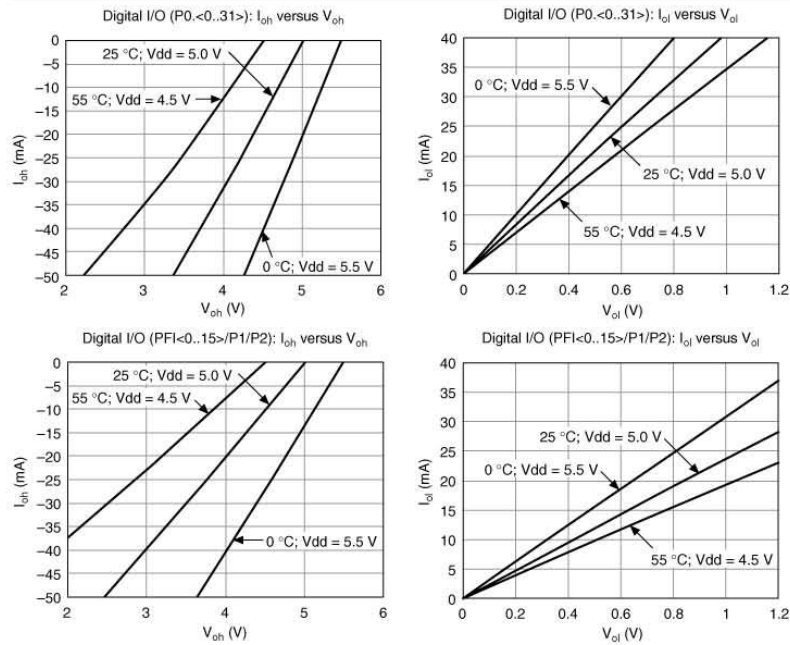 Digital I/O (P0.<0..31>): Ioh versus Voh
0
25 °C; Vdd = 5.0 V
–5
–10
55 °C; Vdd = 4.5 V
–15
–20
Ioh (mA)
–25
–30
–35
–40
–45
0 °C; Vdd = 5.5 V
–50
2
3
4
5
6
Voh (V)
Digital I/O (P0.<0..31>): Iol versus Vol
40
35
0 °C; Vdd = 5.5 V
30
25
Iol (mA)
20
25 °C; Vdd = 5.0 V
15
10
55 °C; Vdd = 4.5 V
5
0
0
0.2
0.4
0.6
0.8
1
1.2
Vol (V)
Digital I/O (PFI<0..15>/P1/P2): Ioh versus Voh
0
25 °C; Vdd = 5.0 V
–5
55 °C; Vdd = 4.5 V
–10
–15
–20
Ioh (mA)
–25
–30
–35
0 °C; Vdd = 5.5 V
–40
–45
–50
2
3
4
5
6
Voh (V)
Digital I/O (PFI<0..15>/P1/P2): Iol versus Vol
40
35
30
25 °C; Vdd = 5.0 V
25
0 °C; Vdd = 5.5 V
Iol (mA)
20
15
10
55 °C; Vdd = 4.5 V
5
0
0
0.2
0.4
0.6
0.8
1
1.2
Vol (V)